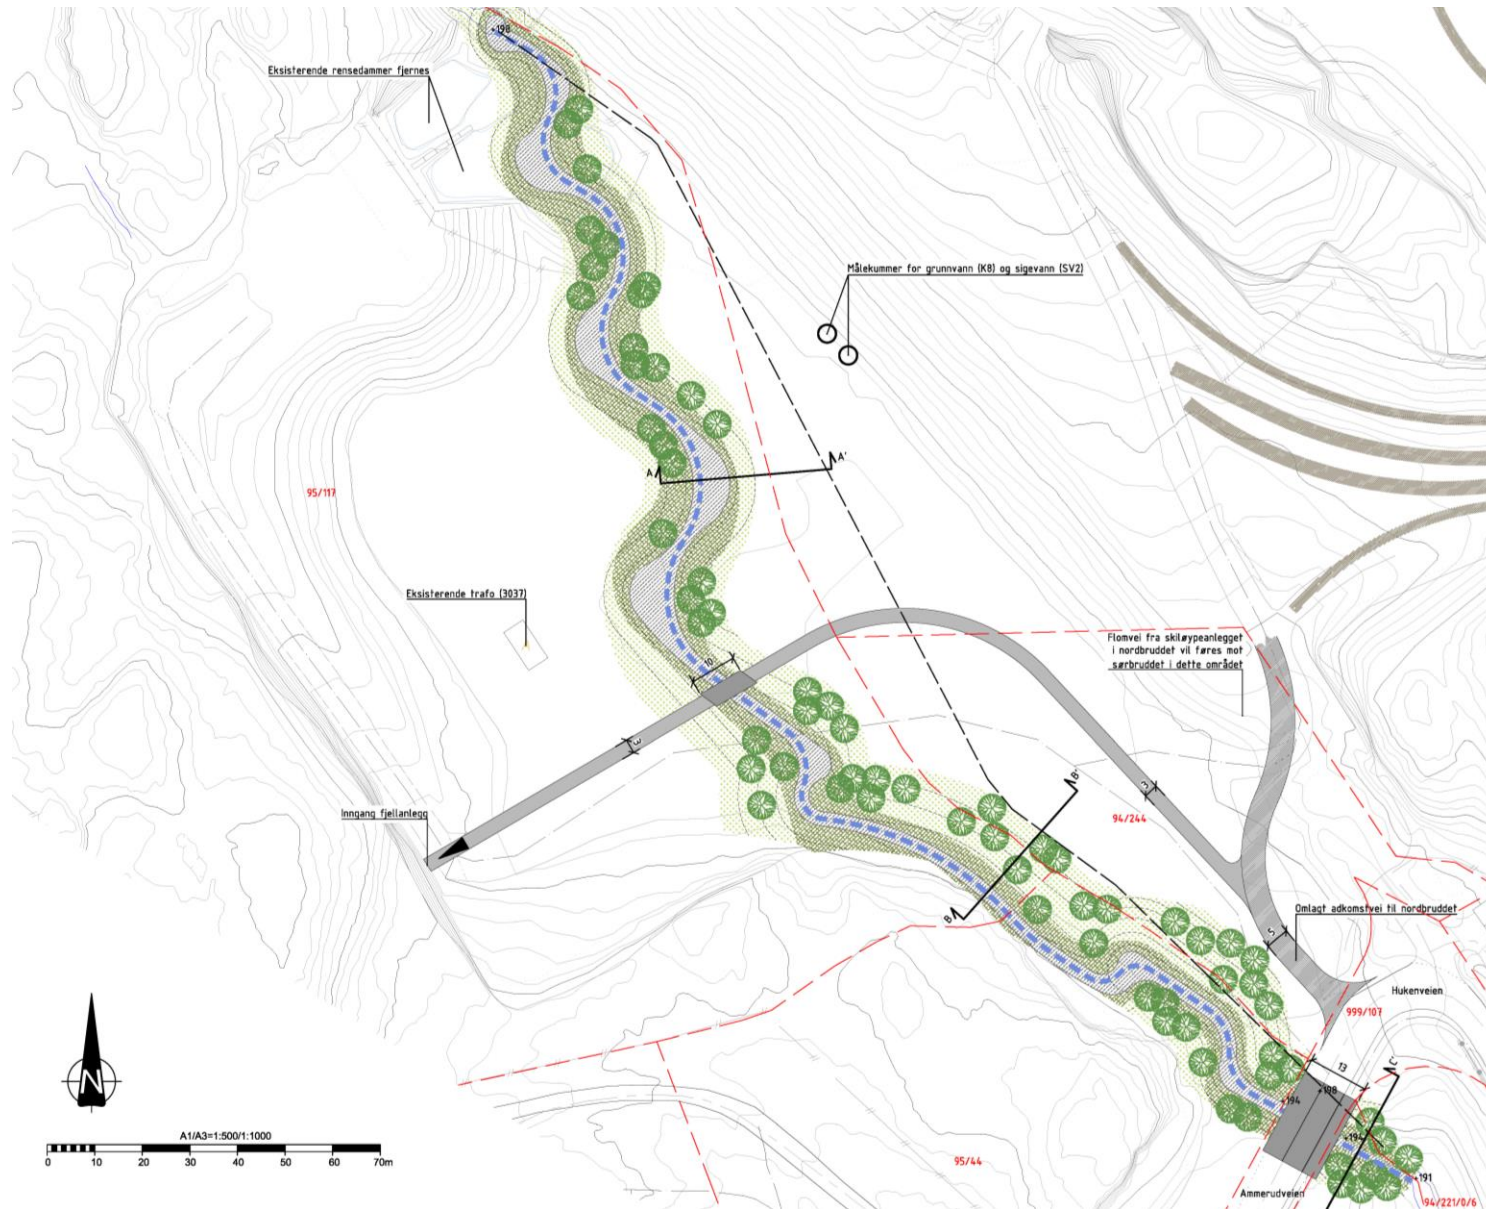 +198
Eksisterende rensedammer fjernes
Målekummer for grunnvann (K8) og sigevann (SV2)
A
A'
95/117
Eksisterende trafo (3037)
Flomvei fra skiløypeanlegget
i nordbruddet vil føres mot
sørbruddet i dette området
10
3
B'
3
94/244
Inngang fjellanlegg
B
Omlagt adkomstvei til nordbruddet
5
Hukenveien
999/107
N
13
C'
+198
+194
A1/A3=1:500/1:1000
0 10 20 30 40 50 60 70m
+194
95/44
+191
Ammerudveien
94/221/0/6